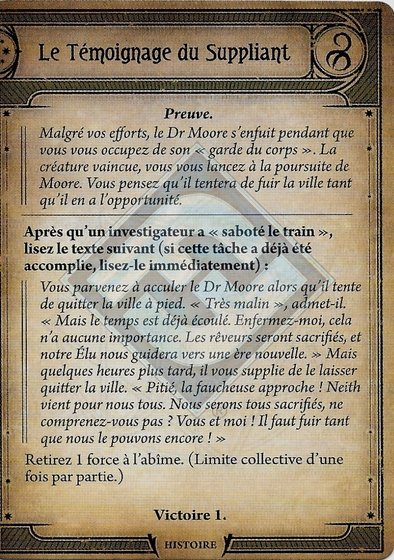 Le Témoignage du Suppliant
Preuve.
Malgré vos efforts, le Dr Moore s'enfuit pendant que
vous vous occupez de son « garde du corps ». La
créature vaincue, vous vous lancez à la poursuite de
Moore. Vous pensez qu'il tentera de fuir la ville tant
qu'il en a l'opportunité.
Après qu'un investigateur a « saboté le train »,
lisez le texte suivant (si cette tâche a déjà été
accomplie, lisez-le immédiatement) :
Vous parvenez à acculer le Dr Moore alors qu'il tente
de quitter la ville à pied. « Très malin », admet-il.
« Mais le temps est déjà écoulé. Enfermez-moi, cela
n'a aucune importance. Les rêveurs seront sacrifiés, et
notre Élu nous guidera vers une ère nouvelle. » Mais
quelques heures plus tard, il vous supplie de le laisser
quitter la ville. « Pitié, la faucheuse approche ! Neith
vient pour nous tous. Nous serons tous sacrifiés, ne
comprenez-vous pas ? Vous et moi ! Il faut fuir tant
que nous le pouvons encore ! »
Retirez 1 force à l'abîme. (Limite collective d'une
fois par partie.)
Victoire 1.
HISTOIRE